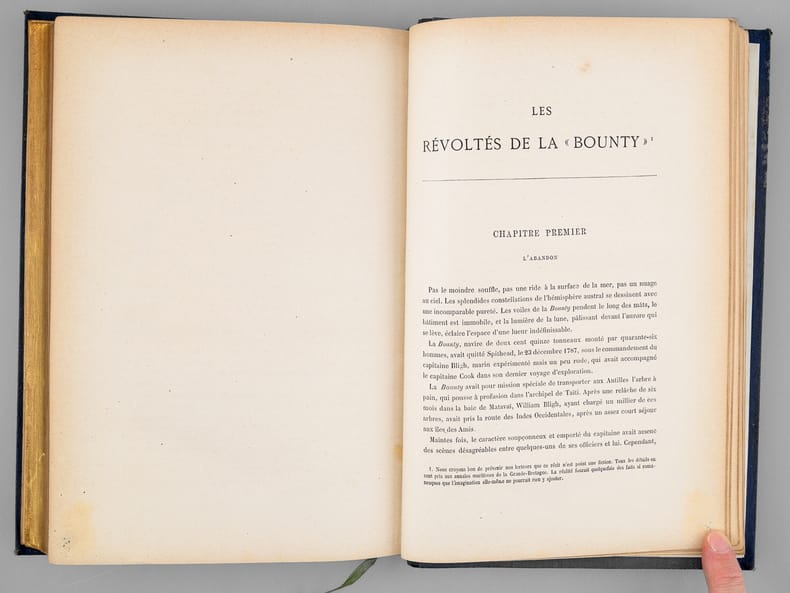 LES
RÉVOLTÉS DE LA « BOUNTY » 1
CHAPITRE PREMIER
L'ABANDON
Pas le moindre souffle, pas une ride à la surface de la mer, pas un nuage
au ciel. Les splendides constellations de l'hémisphère austral se dessinent avec
une incomparable pureté. Les voiles de la Bounty pendent le long des mâts, le
bâtiment est immobile, et la lumière de la lune, pâlissant devant l'aurore qui
se lève, éclaire l'espace d'une lueur indéfinissable.
La Bounty, navire de deux cent quinze tonneaux monté par quarante-six
hommes, avait quitté Spithead, le 23 décembre 1787, sous le commandement du
capitaine Bligh, marin expérimenté mais un peu rude, qui avait accompagné
le capitaine Cook dans son dernier voyage d'exploration.
La Bounty avait pour mission spéciale de transporter aux Antilles l'arbre à
pain, qui pousse à profusion dans l'archipel de Taïti. Après une relâche de six
mois dans la baie de Matavaï, William Bligh, ayant chargé un millier de ces
arbres, avait pris la route des Indes Occidentales, après un assez court séjour
aux îles des Amis.
Maintes fois, le caractère soupçonneux et emporté du capitaine avait amené
des scènes désagréables entre quelques-uns de ses officiers et lui. Cependant,
1. Nous croyons bon de prévenir nos lecteurs que ce récit n'est point une fiction. Tous les détails en
sont pris aux annales maritimes de la Grande-Bretagne. La réalité fournit quelquefois des faits si roma-
nesques que l'imagination elle-même ne pourrait rien y ajouter.